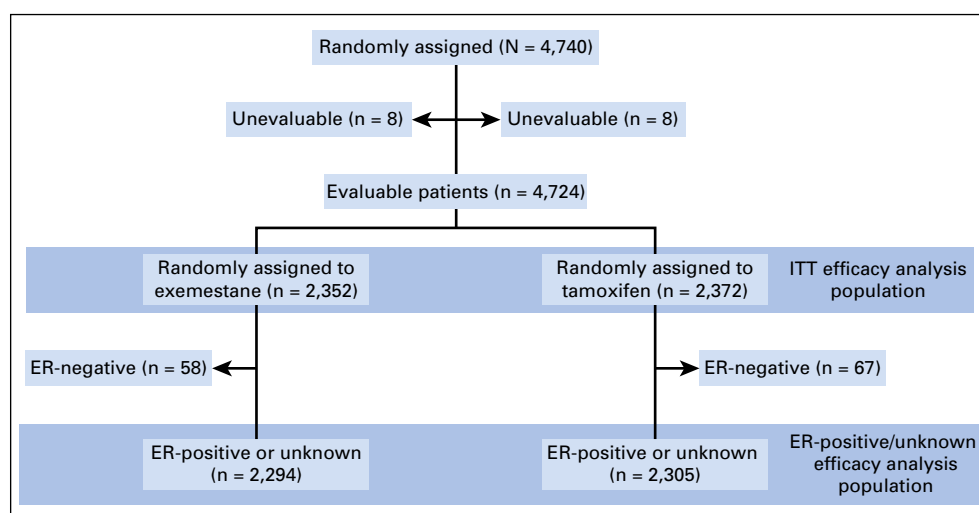 Randomly assigned (N = 4,740)
Unevaluable (n = 8)
Unevaluable (n = 8)
Evaluable patients (n = 4,724)
Randomly assigned to
exemestane (n = 2,352)
Randomly assigned to
tamoxifen (n = 2,372)
ITT efficacy analysis
population
ER-negative (n = 58)
ER-negative (n = 67)
ER-positive or unknown
(n = 2,294)
ER-positive or unknown
(n = 2,305)
ER-positive/unknown
efficacy analysis
population